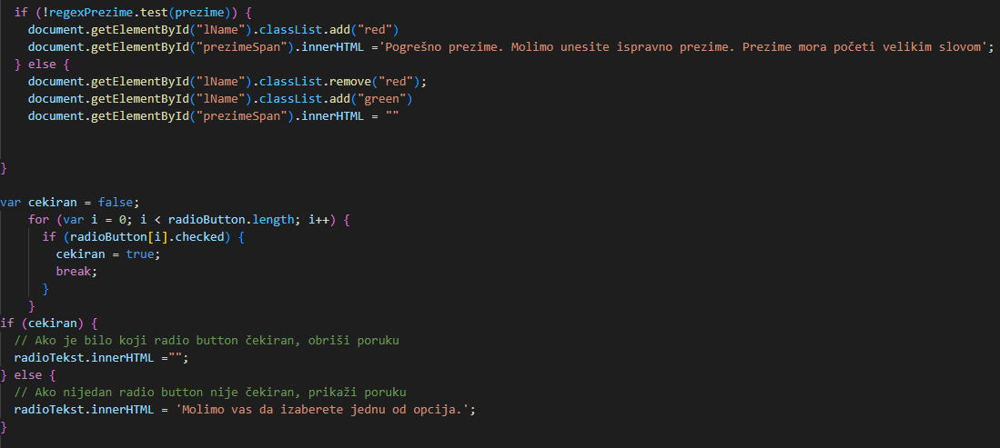 if (!regexPrezime.test(prezime)) {
document.getElementById("lName").classList.add("red")
document.getElementById("prezimeSpan").innerHTML ='Pogrešno prezime. Molimo unesite ispravno prezime. Prezime mora početi velikim slovom';
} else {
document.getElementById("lName").classList.remove("red");
document.getElementById("lName").classList.add("green")
document.getElementById("prezimeSpan").innerHTML = ""
}
var cekiran = false;
for (var i = 0; i < radioButton.length; i++) {
if (radioButton[i].checked) {
cekiran = true;
break;
}
}
if (cekiran) {
// Ako je bilo koji radio button čekiran, obriši poruku
radioTekst.innerHTML ="";
} else {
// Ako nijedan radio button nije čekiran, prikaži poruku
radioTekst.innerHTML = 'Molimo vas da izaberete jednu od opcija.';
}